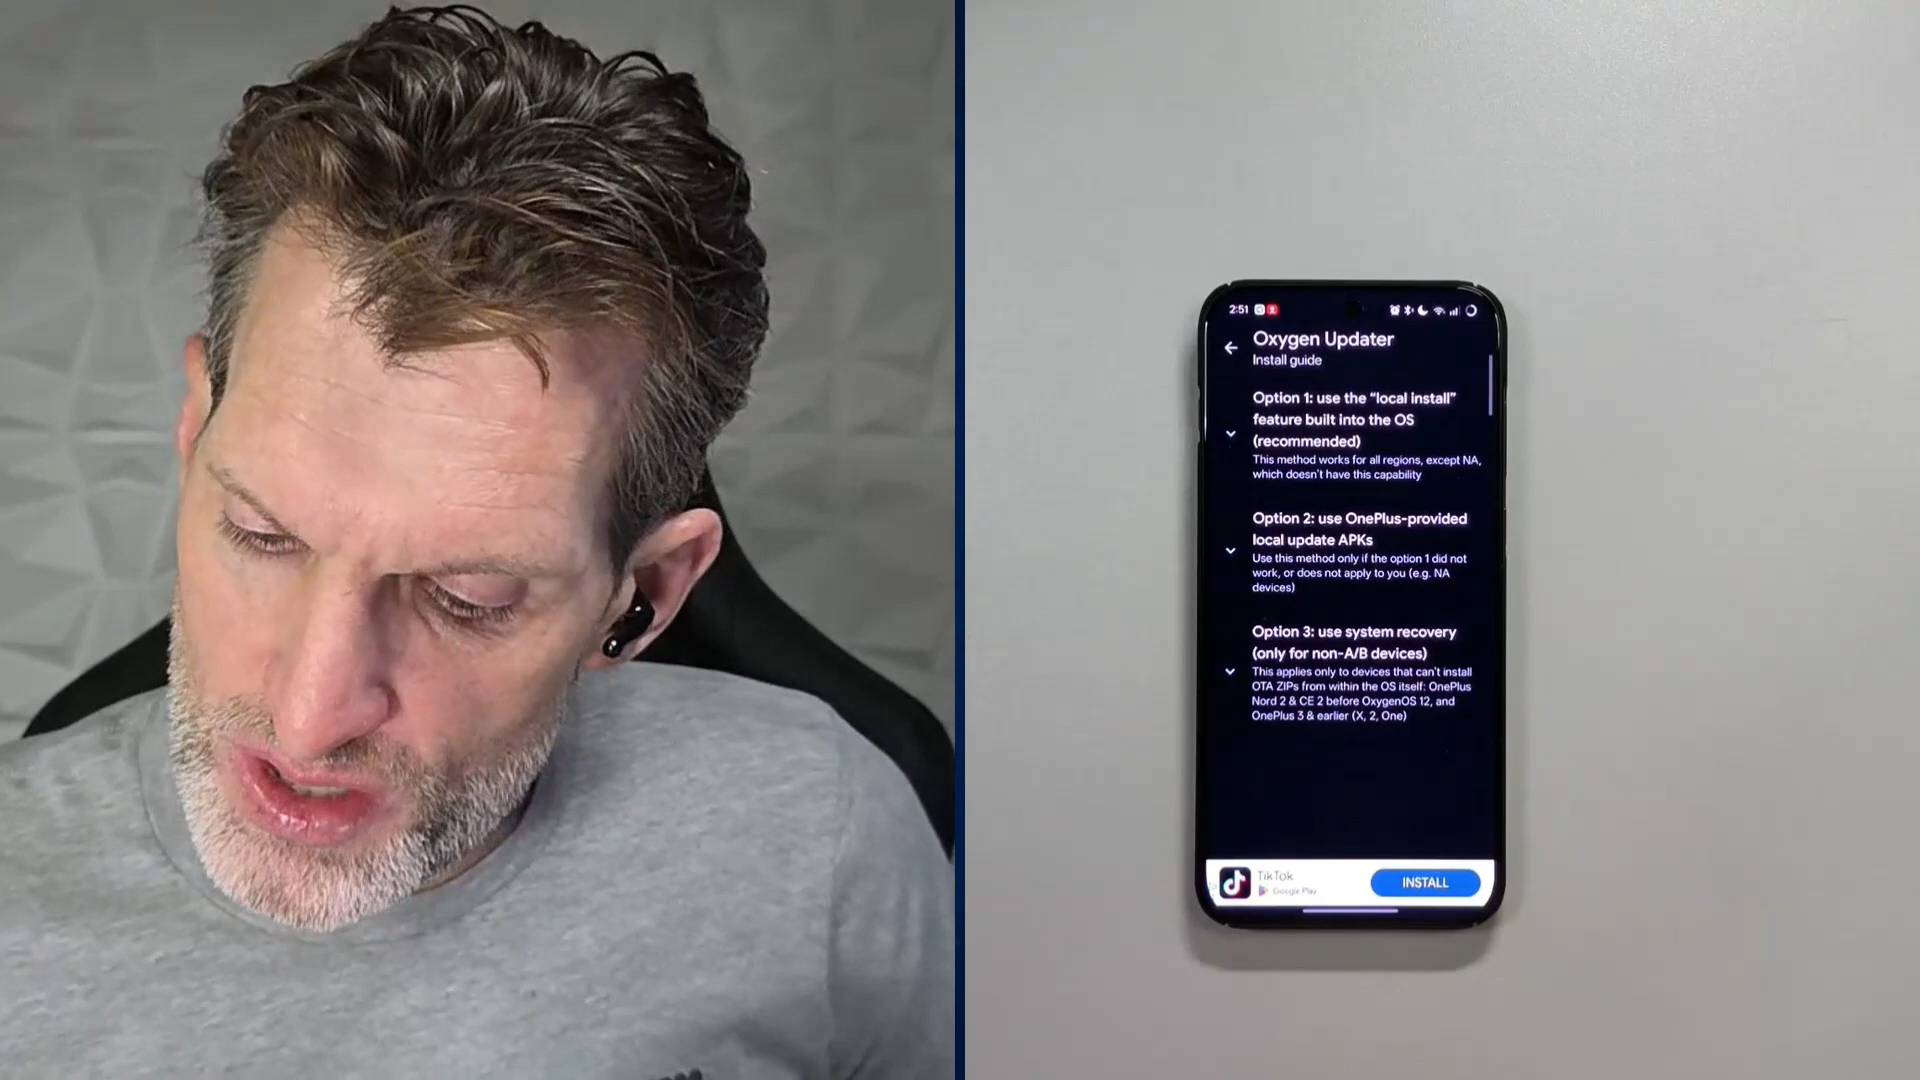 2:51
Oxygen Updater
Install guide
Option 1: use the “local install”
feature built into the OS
(recommended)
This method works for all regions, except NA,
which doesn't have this capability
Option 2: use OnePlus-provided
local update APKs
Use this method only if the option 1 did not
work, or does not apply to you (e.g. NA
devices)
Option 3: use system recovery
(only for non-A/B devices)
This applies only to devices that can't install
OTA ZIPs from within the OS itself: OnePlus
Nord 2 & CE 2 before OxygenOS 12, and
OnePlus 3 & earlier (X, 2, One)
TikTok
Google Play
INSTALL